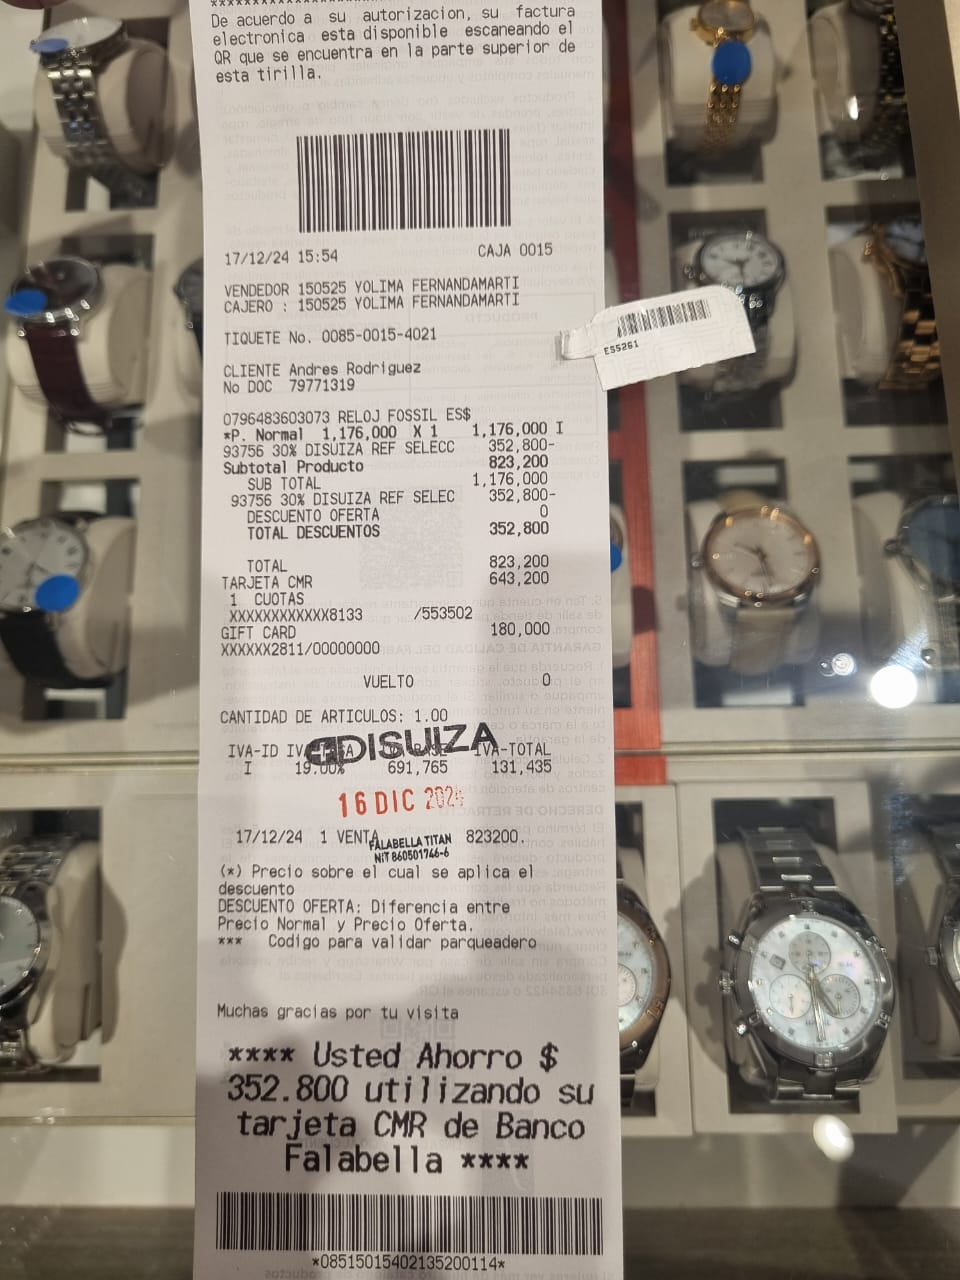 De acuerdo a su autorizacion, su factura
electronica esta disponible escaneando el
QR que se encuentra en la parte superior de
esta tirilla.
17/12/24 15:54 CAJA 0015
VENDEDOR 150525 YOLIMA FERNANDAMARTI
CAJERO : 150525 YOLIMA FERNANDAMARTI
TIQUETE No. 0085-0015-4021
E55261
CLIENTE Andres Rodriguez
No DOC 79771319
0796483603073 RELOJ FOSSIL ES$
*P. Normal 1,176,000 X 1 1,176,000 I
93756 30% DISUIZA REF SELECC 352,800-
Subtotal Producto 823,200
SUB TOTAL 1,176,000
93756 30% DISUIZA REF SELEC 352,800-
DESCUENTO OFERTA 0
TOTAL DESCUENTOS 352,800
TOTAL 823,200
TARJETA CMR 643,200
1 CUOTAS
XXXXXXXXXXXX8133 /553502
GIFT CARD 180,000
XXXXXX2811/00000000
VUELTO 0
CANTIDAD DE ARTICULOS: 1.00
DISUIZA
IVA-ID IVA-TOTAL
I 19.00% 691,765 131,435
16 DIC 2024
17/12/24 1 VENTA 823200.
FALABELLA TITAN
NIT 860501746-6
(*) Precio sobre el cual se aplica el
descuento
DESCUENTO OFERTA: Diferencia entre
Precio Normal y Precio Oferta.
*** Codigo para validar parqueadero
Muchas gracias por tu visita
**** Usted Ahorro $
352.800 utilizando su
tarjeta CMR de Banco
Falabella ****
*08515015402135200114*